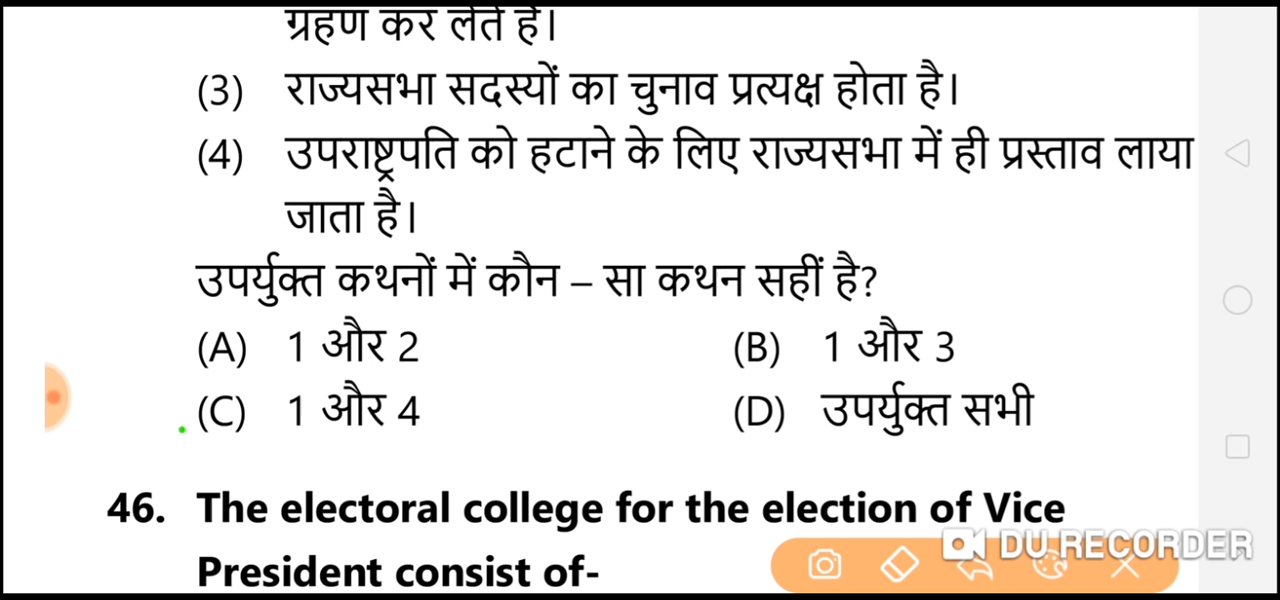 ग्रहण कर लेते हैं।
(3) राज्यसभा सदस्यों का चुनाव प्रत्यक्ष होता है।
(4) उपराष्ट्रपति को हटाने के लिए राज्यसभा में ही प्रस्ताव लाया
जाता है।
उपर्युक्त कथनों में कौन – सा कथन सहीं है?
(A) 1 और 2 (B) 1 और 3
(C) 1 और 4 (D) उपर्युक्त सभी
46. The electoral college for the election of Vice
President consist of-
DU RECORDER